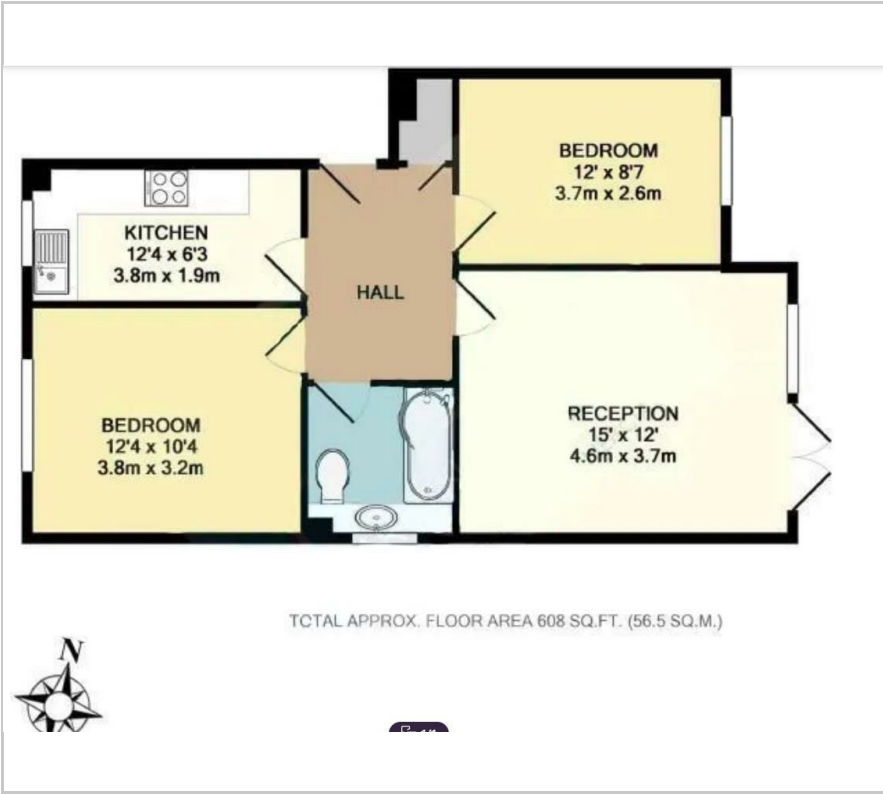 BEDROOM
12' x 8'7
3.7m x 2.6m
KITCHEN
12'4 x 6'3
3.8m x 1.9m
HALL
BEDROOM
12'4 x 10'4
3.8m x 3.2m
RECEPTION
15' x 12'
4.6m x 3.7m
TOTAL APPROX. FLOOR AREA 608 SQ.FT. (56.5 SQ.M.)
N